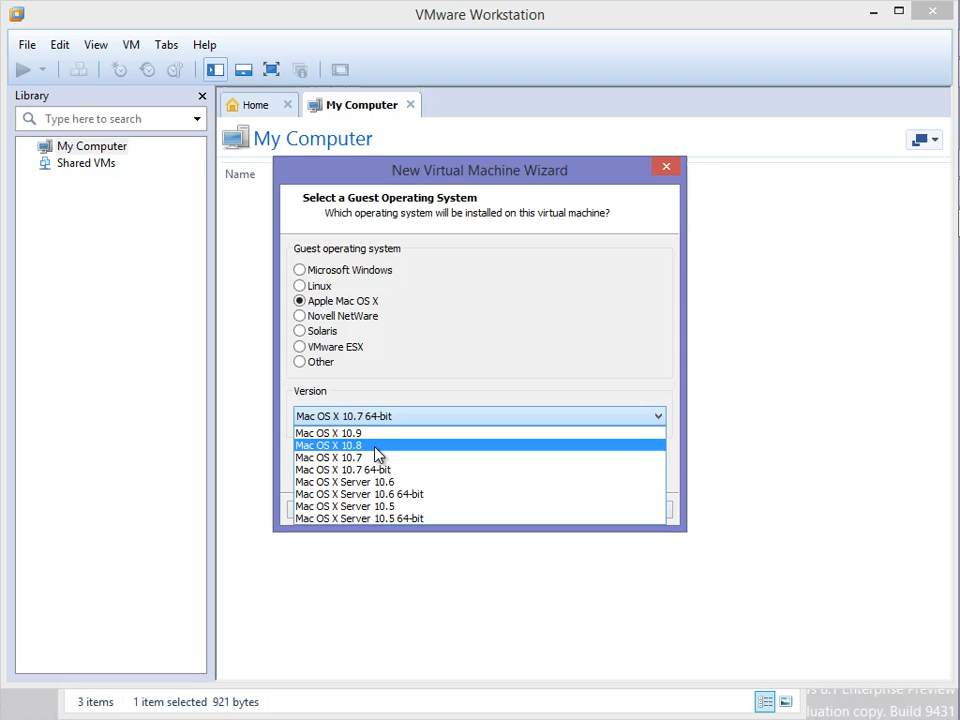 VMware Workstation
File Edit View VM Tabs Help
Library
Home
My Computer
Type here to search
My Computer
My Computer
Shared VMs
Name
New Virtual Machine Wizard
Select a Guest Operating System
Which operating system will be installed on this virtual machine?
Guest operating system
Microsoft Windows
Linux
Apple Mac OS X
Novell NetWare
Solaris
VMware ESX
Other
Version
Mac OS X 10.7 64-bit
Mac OS X 10.9
Mac OS X 10.8
Mac OS X 10.7
Mac OS X 10.7 64-bit
Mac OS X Server 10.6
Mac OS X Server 10.6 64-bit
Mac OS X Server 10.5
Mac OS X Server 10.5 64-bit
3 items 1 item selected 921 bytes
s 8.1 Enterprise Preview
luation copy. Build 9431